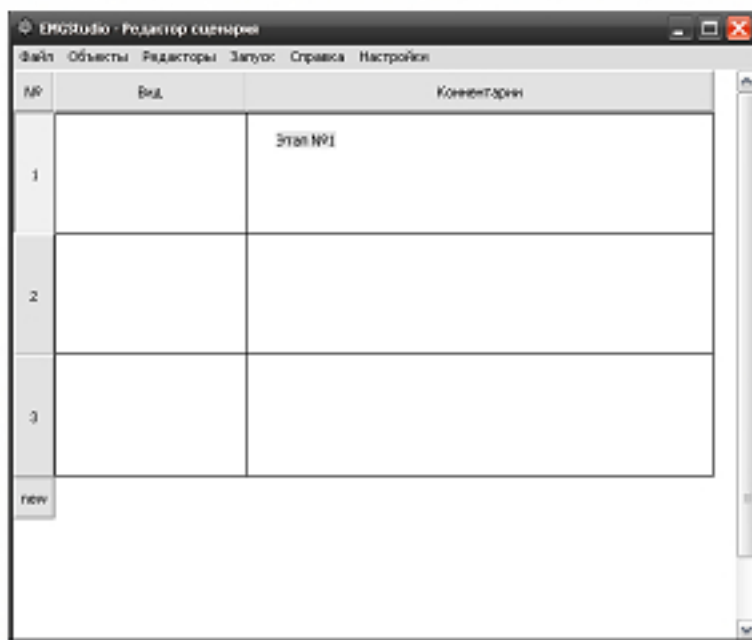 EMGStudio - Редактор сценария
Файл Объекты Редакторы Запуск Справка Настройки
№ Вид Комментарии
Этап №1
1
2
3
new